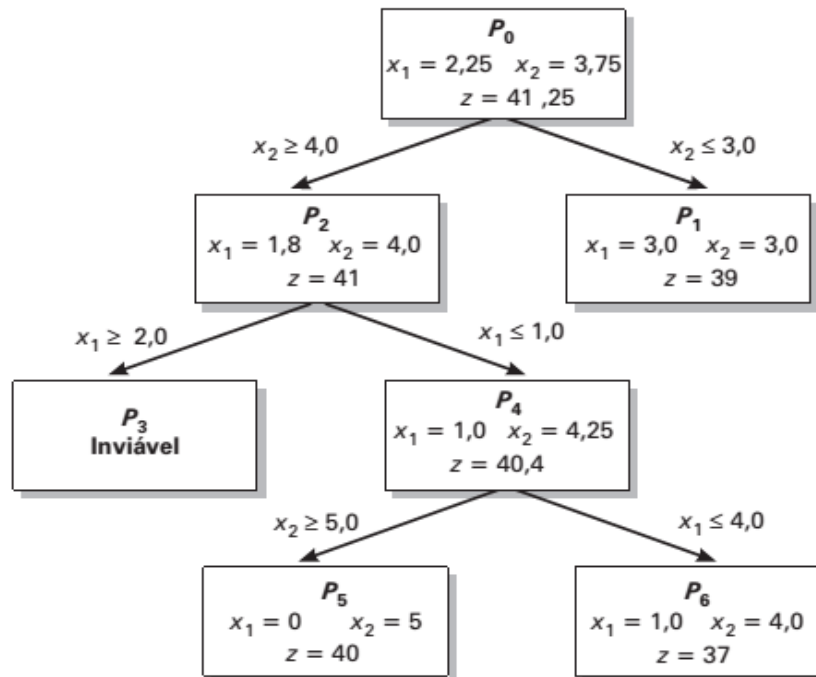 P₀
x₁ = 2,25 x₂ = 3,75
z = 41 ,25
x₂ ≥ 4,0
x₂ ≤ 3,0
P₂
x₁ = 1,8 x₂ = 4,0
z = 41
P₁
x₁ = 3,0 x₂ = 3,0
z = 39
x₁ ≥ 2,0
x₁ ≤ 1,0
P₃
Inviável
P₄
x₁ = 1,0 x₂ = 4,25
z = 40,4
x₂ ≥ 5,0
x₁ ≤ 4,0
P₅
x₁ = 0 x₂ = 5
z = 40
P₆
x₁ = 1,0 x₂ = 4,0
z = 37